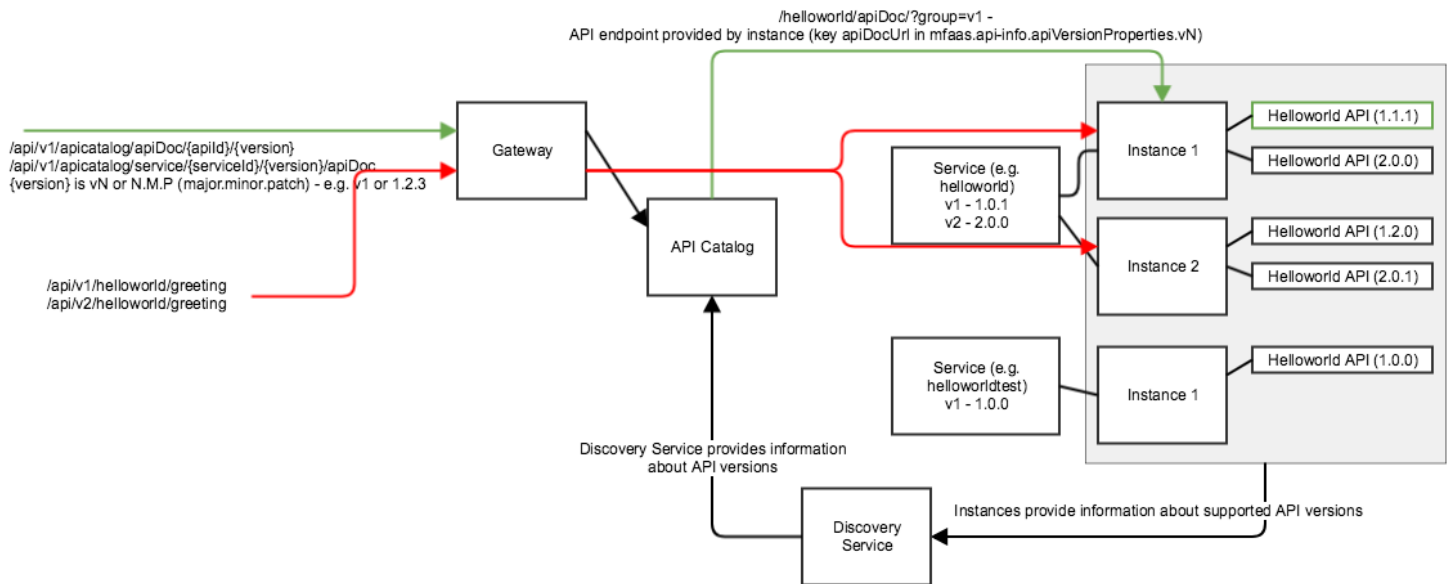 /helloworld/apiDoc/?group=v1 -
API endpoint provided by instance (key apiDocUrl in mfaas.api-info.apiVersionProperties.vN)
/api/v1/apicatalog/apiDoc/{apiId}/{version}
/api/v1/apicatalog/service/{serviceId}/{version}/apiDoc
{version} is vN or N.M.P (major.minor.patch) - e.g. v1 or 1.2.3
/api/v1/helloworld/greeting
/api/v2/helloworld/greeting
Gateway
API Catalog
Service (e.g.
helloworld)
v1 - 1.0.1
v2 - 2.0.0
Instance 1
Helloworld API (1.1.1)
Helloworld API (2.0.0)
Instance 2
Helloworld API (1.2.0)
Helloworld API (2.0.1)
Service (e.g.
helloworldtest)
v1 - 1.0.0
Instance 1
Helloworld API (1.0.0)
Discovery Service provides information
about API versions
Discovery
Service
Instances provide information about supported API versions